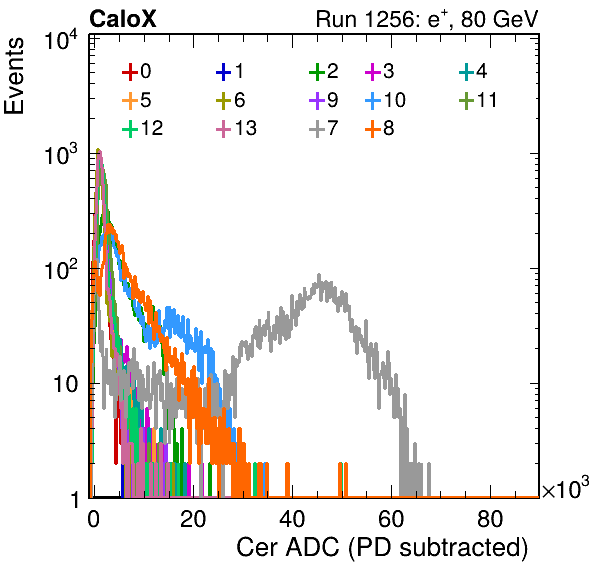 CaloX Run 1256: e⁺, 80 GeV
Events
10⁴
10³
10²
10
1
0 1 2 3 4
5 6 9 10 11
12 13 7 8
0 20 40 60 80
×10³
Cer ADC (PD subtracted)